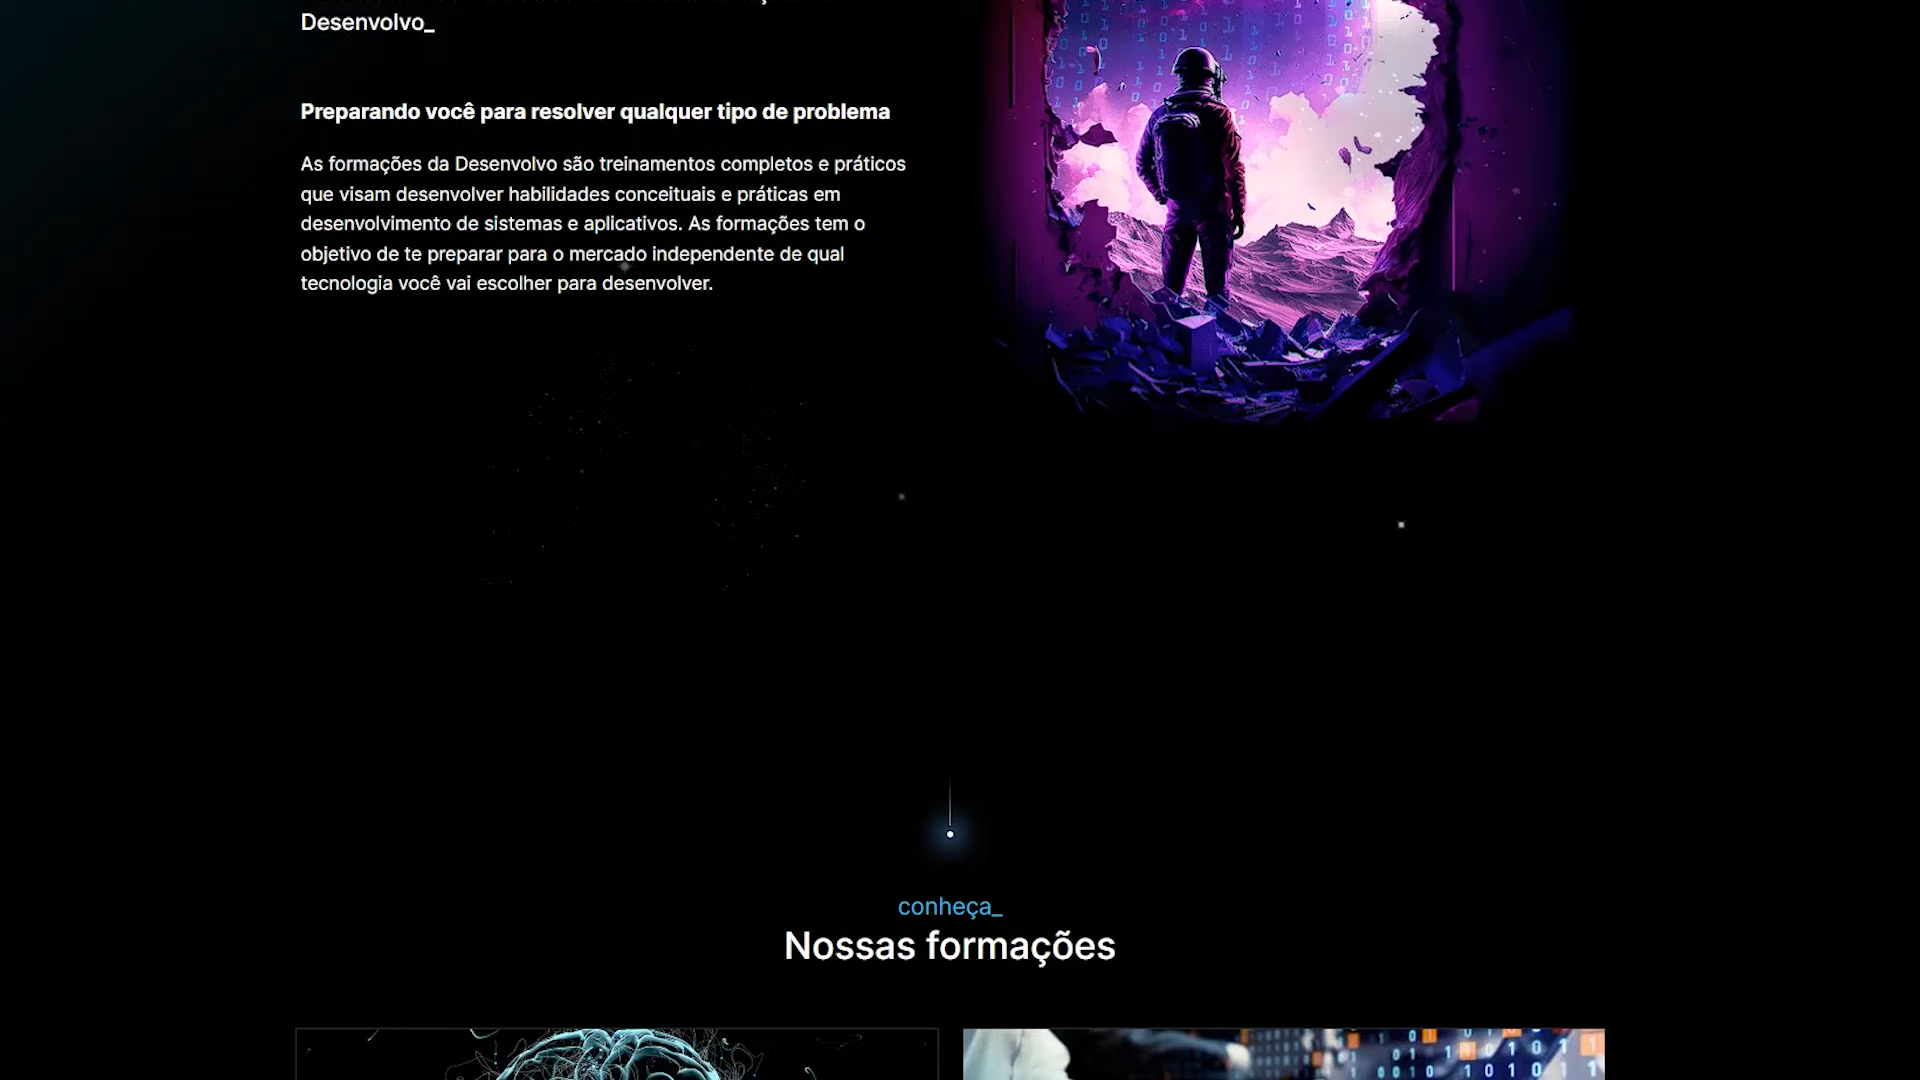 Desenvolvo_
Preparando você para resolver qualquer tipo de problema
As formações da Desenvolvo são treinamentos completos e práticos
que visam desenvolver habilidades conceituais e práticas em
desenvolvimento de sistemas e aplicativos. As formações tem o
objetivo de te preparar para o mercado independente de qual
tecnologia você vai escolher para desenvolver.
conheça_
Nossas formações